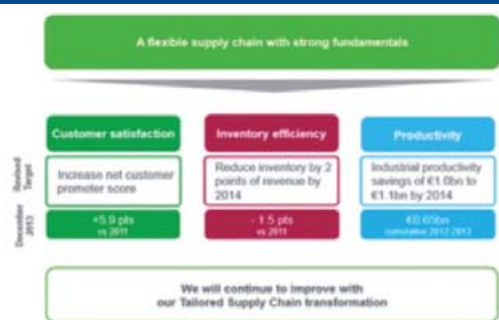 A flexible supply chain with strong fundamentals
Customer satisfaction
Inventory efficiency
Productivity
Revised
Target
Increase net customer
promoter score
Reduce inventory by 2
points of revenue by
2014
Industrial productivity
savings of €1.0bn to
€1.1bn by 2014
December
2013
+5.9 pts
vs 2011
- 1.5 pts
vs 2011
€0.65bn
cumulative 2012-2013
We will continue to improve with
our Tailored Supply Chain transformation